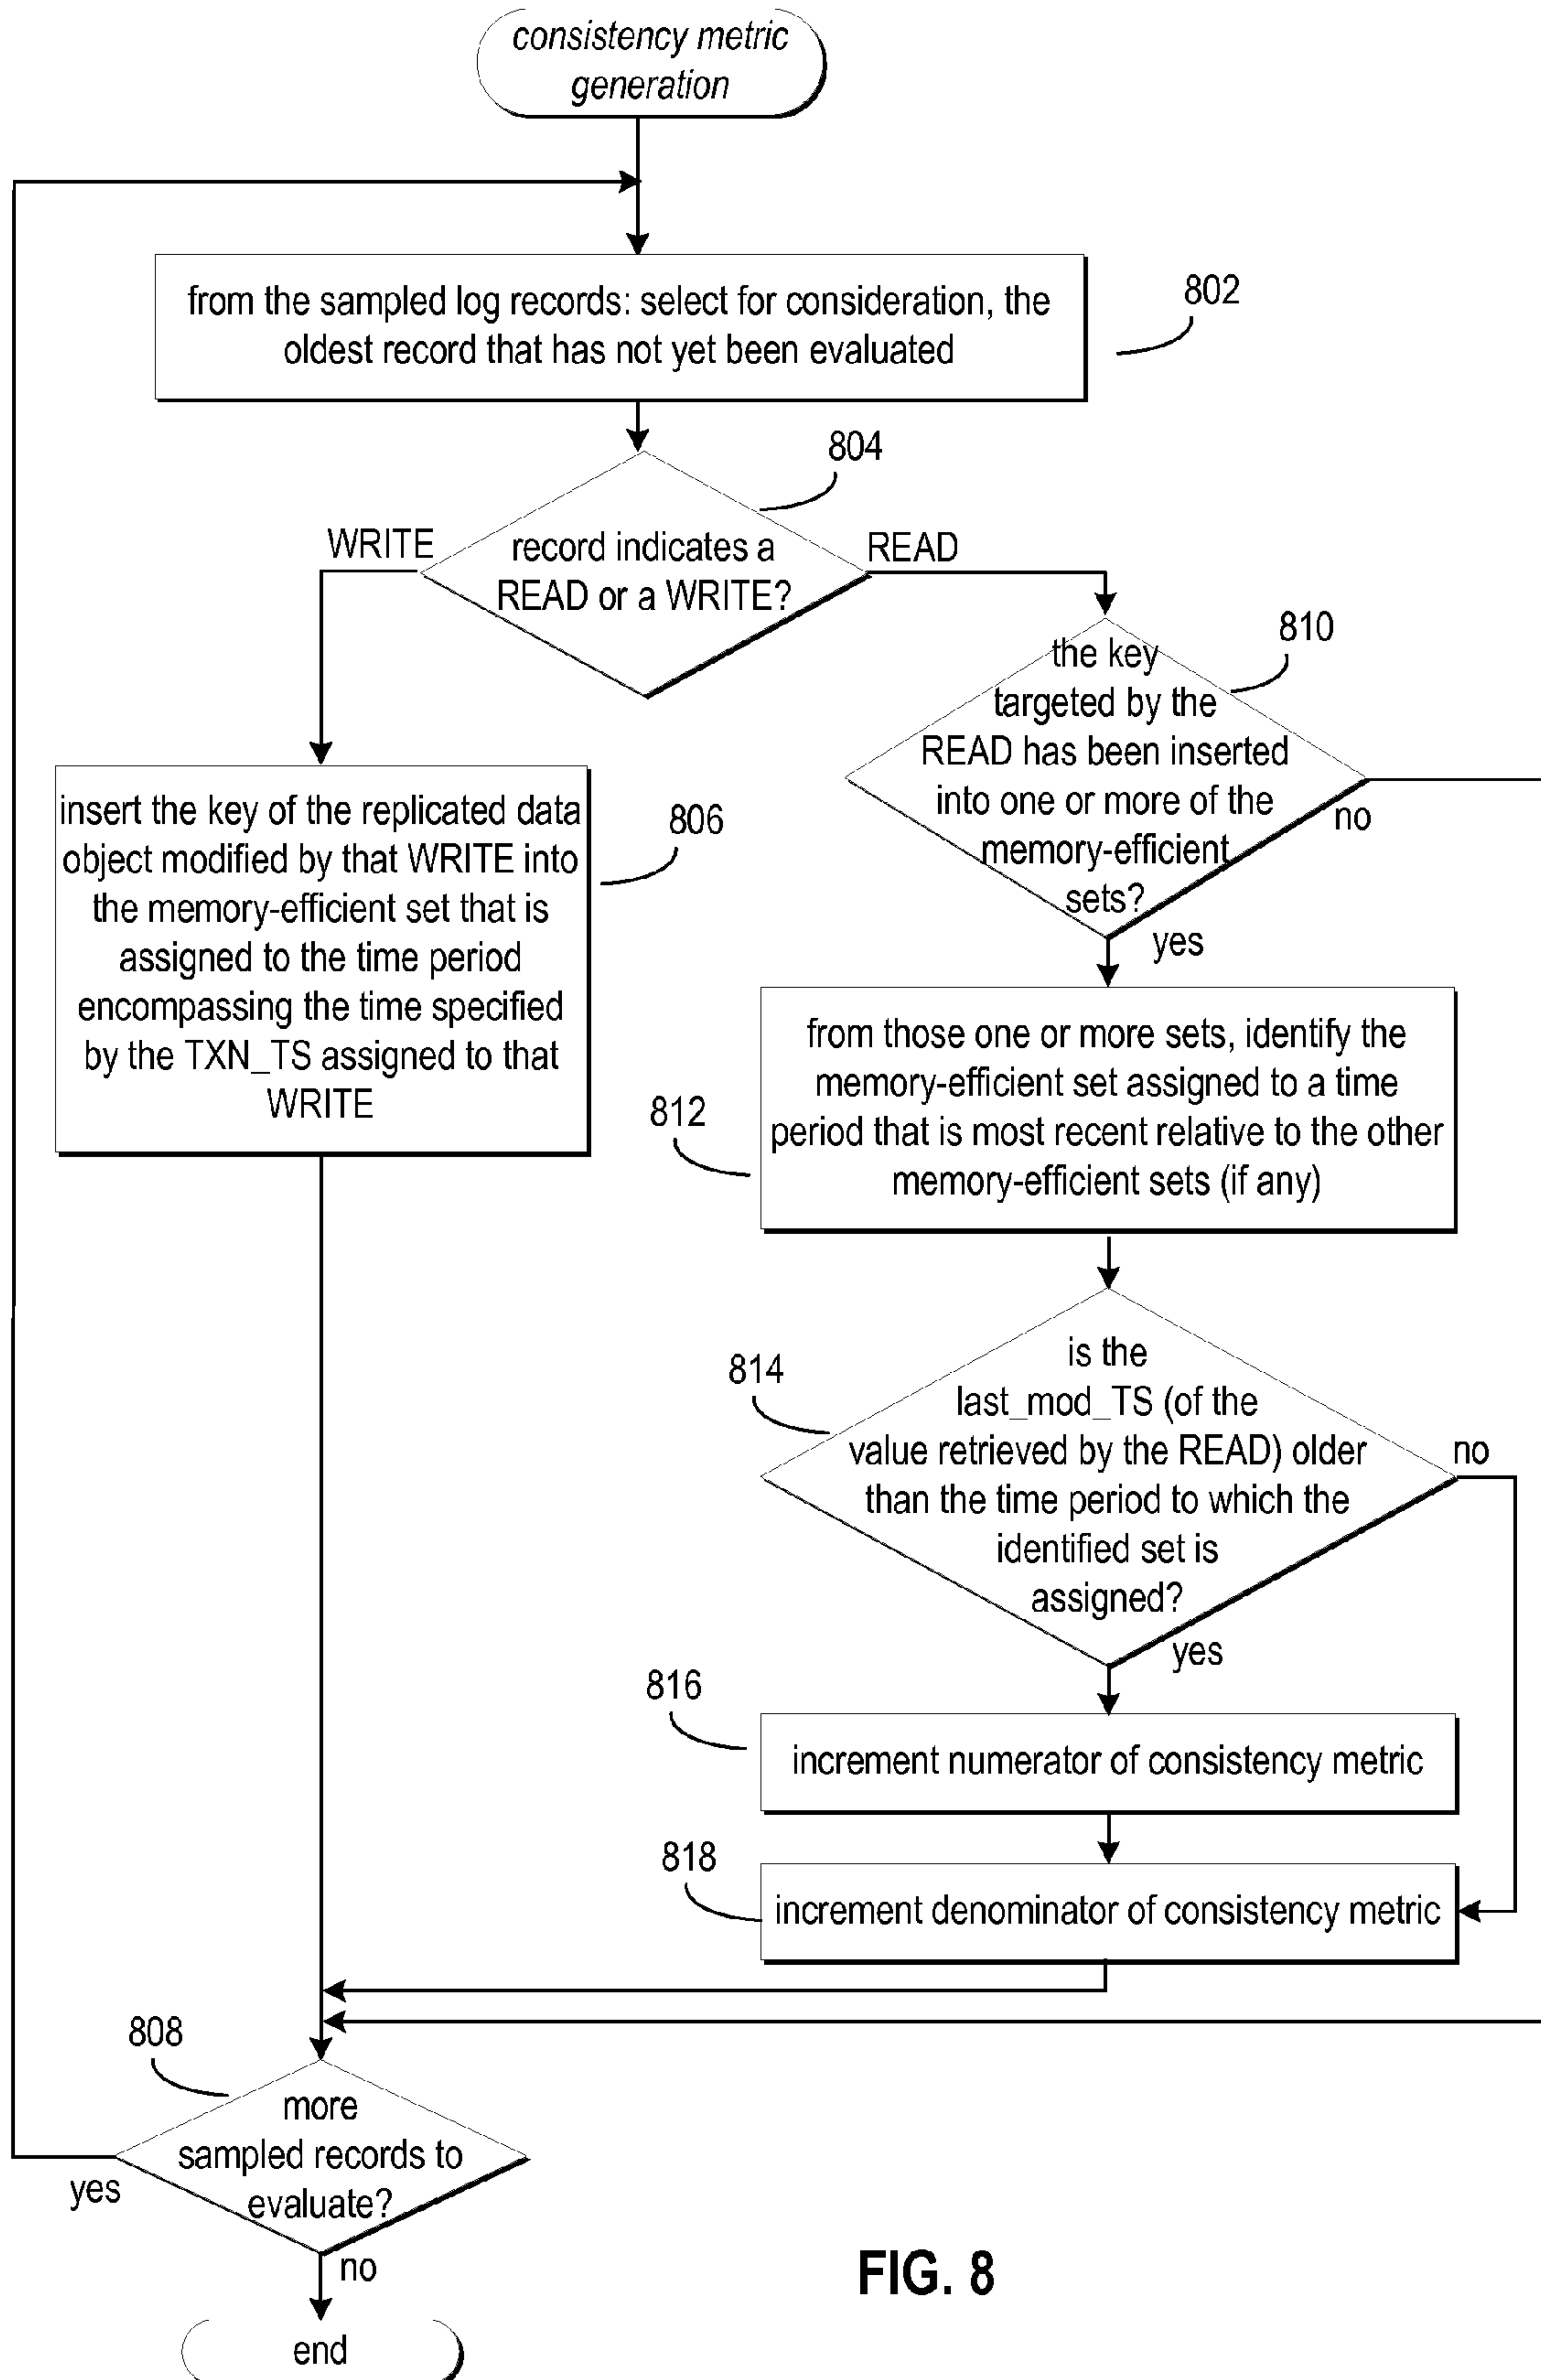 consistency metric
generation
from the sampled log records: select for consideration, the
oldest record that has not yet been evaluated
802
804
WRITE
record indicates a
READ or a WRITE?
READ
810
the key
targeted by the
READ has been inserted
into one or more of the
memory-efficient
sets?
no
yes
insert the key of the replicated data
object modified by that WRITE into
the memory-efficient set that is
assigned to the time period
encompassing the time specified
by the TXN_TS assigned to that
WRITE
806
from those one or more sets, identify the
memory-efficient set assigned to a time
period that is most recent relative to the other
memory-efficient sets (if any)
812
is the
last_mod_TS (of the
value retrieved by the READ) older
than the time period to which the
identified set is
assigned?
814
no
yes
816
increment numerator of consistency metric
818
increment denominator of consistency metric
808
more
sampled records to
evaluate?
yes
no
end
FIG. 8